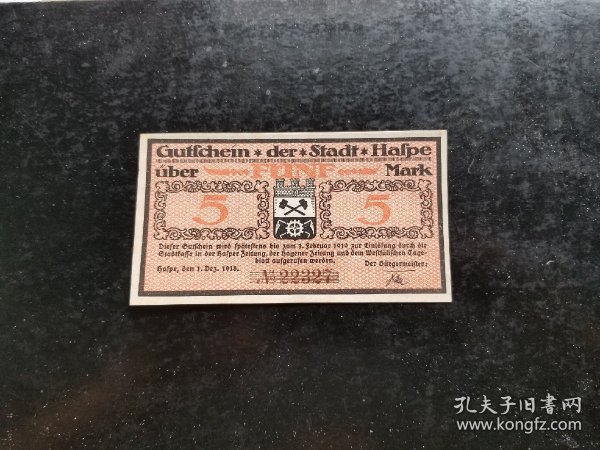 Gutschein * der * Stadt * Haspe
über FÜNF Mark
5 5
Dieser Gutschein wird spätestens bis zum 1. Februar 1919 zur Einlösung durch die
Stadtkasse in der Hasper Zeitung, der Hagener Zeitung und dem Westfälischen Tage-
blatt aufgerufen werden.
Haspe, den 1. Dez. 1918.
Der Bürgermeister:
№ 22327
孔夫子旧书网
www.kongfz.com